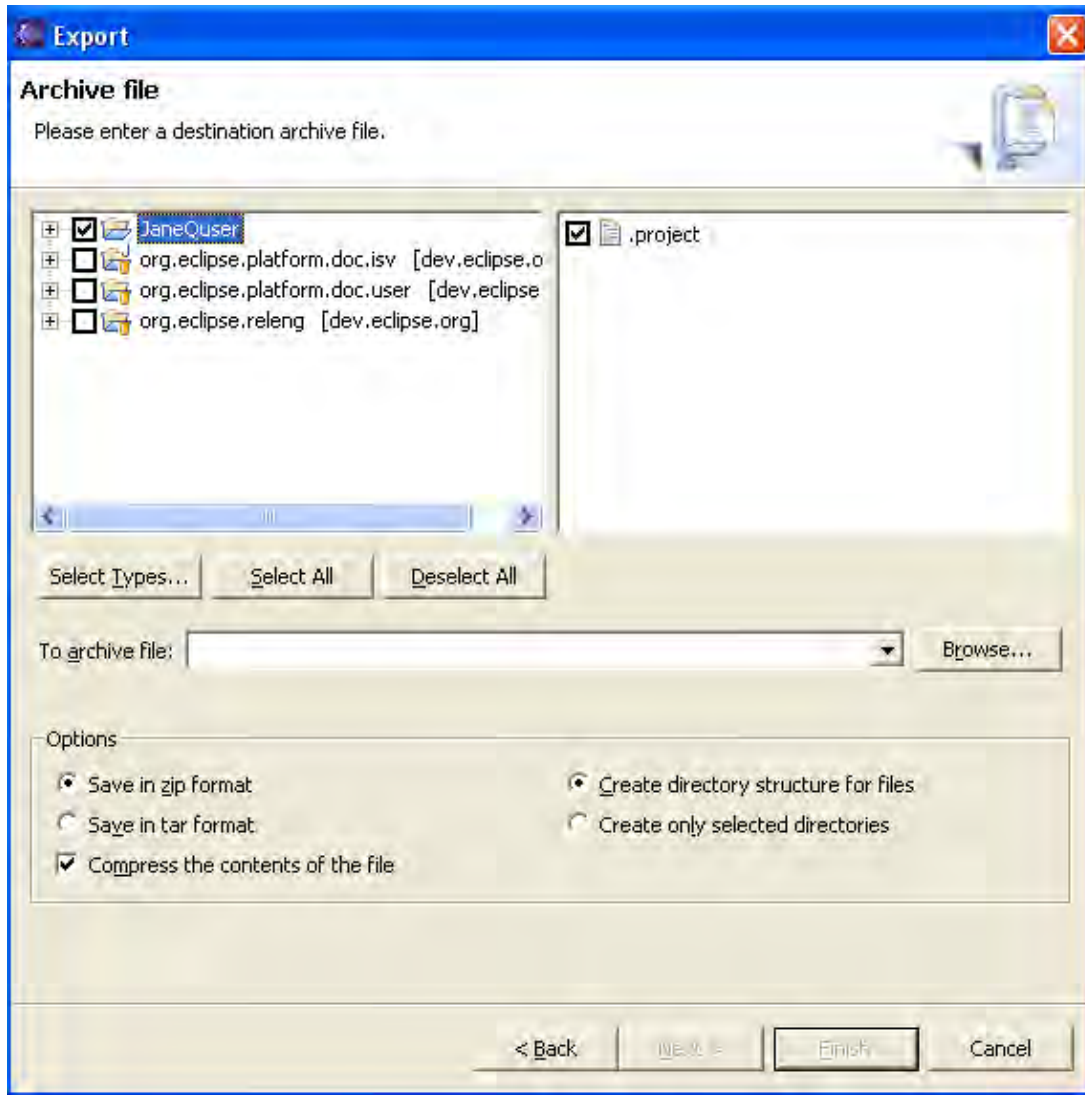 Export
Archive file
Please enter a destination archive file.
JaneQuser
org.eclipse.platform.doc.isv [dev.eclipse.o
org.eclipse.platform.doc.user [dev.eclipse
org.eclipse.releng [dev.eclipse.org]
.project
Select Types... Select All Deselect All
To archive file: Browse...
Options
Save in zip format Create directory structure for files
Save in tar format Create only selected directories
Compress the contents of the file
< Back Next > Finish Cancel